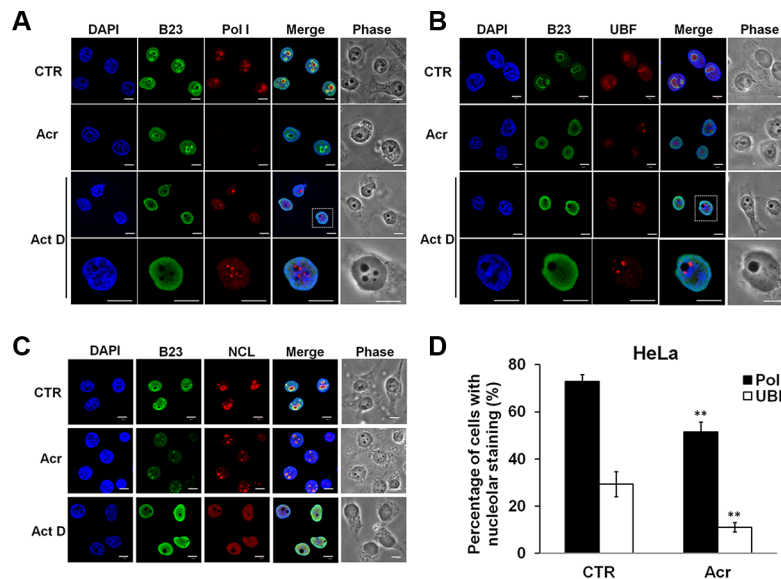 A
DAPI B23 Pol I Merge Phase
CTR
Acr
Act D
B
DAPI B23 UBF Merge Phase
CTR
Acr
Act D
C
DAPI B23 NCL Merge Phase
CTR
Acr
Act D
D
HeLa
Percentage of cells with
nucleolar staining (%)
80
60
40
20
0
Pol
UBI
**
**
CTR Acr